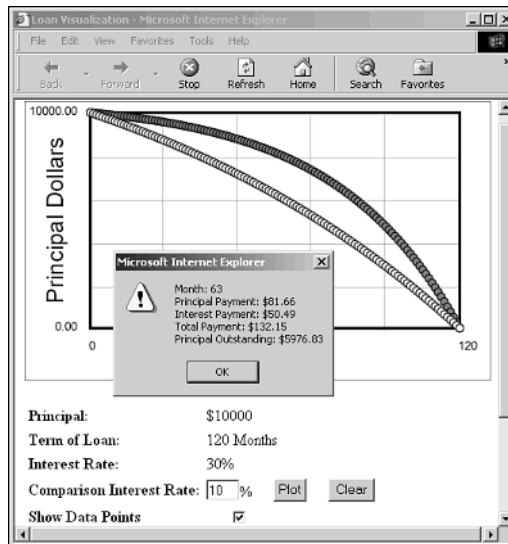 Loan Visualization - Microsoft Internet Explorer
File Edit View Favorites Tools Help
Back Forward Stop Refresh Home Search Favorites
10000.00
Principal Dollars
0.00
0
120
Microsoft Internet Explorer
Month: 63
Principal Payment: $81.66
Interest Payment: $50.49
Total Payment: $132.15
Principal Outstanding: $5976.83
OK
Principal: $10000
Term of Loan: 120 Months
Interest Rate: 30%
Comparison Interest Rate: 10 % Plot Clear
Show Data Points